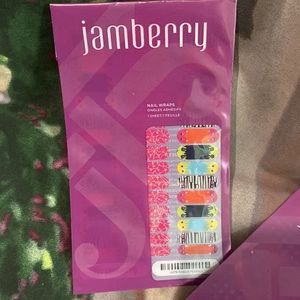 jamberry
NAIL WRAPS
ONGLES ADHÉSIFS
1 SHEET/1 FEUILLE